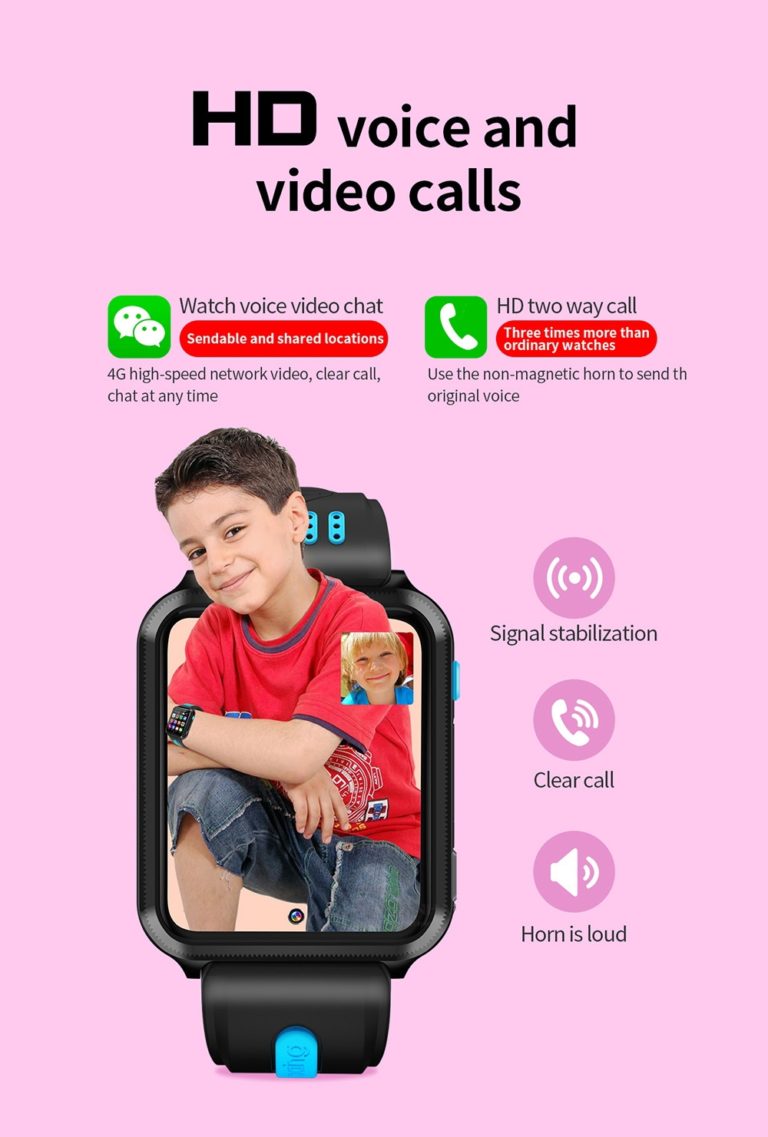 HD voice and
video calls
Watch voice video chat
Sendable and shared locations
4G high-speed network video, clear call,
chat at any time
HD two way call
Three times more than
ordinary watches
Use the non-magnetic horn to send th
original voice
Signal stabilization
Clear call
Horn is loud